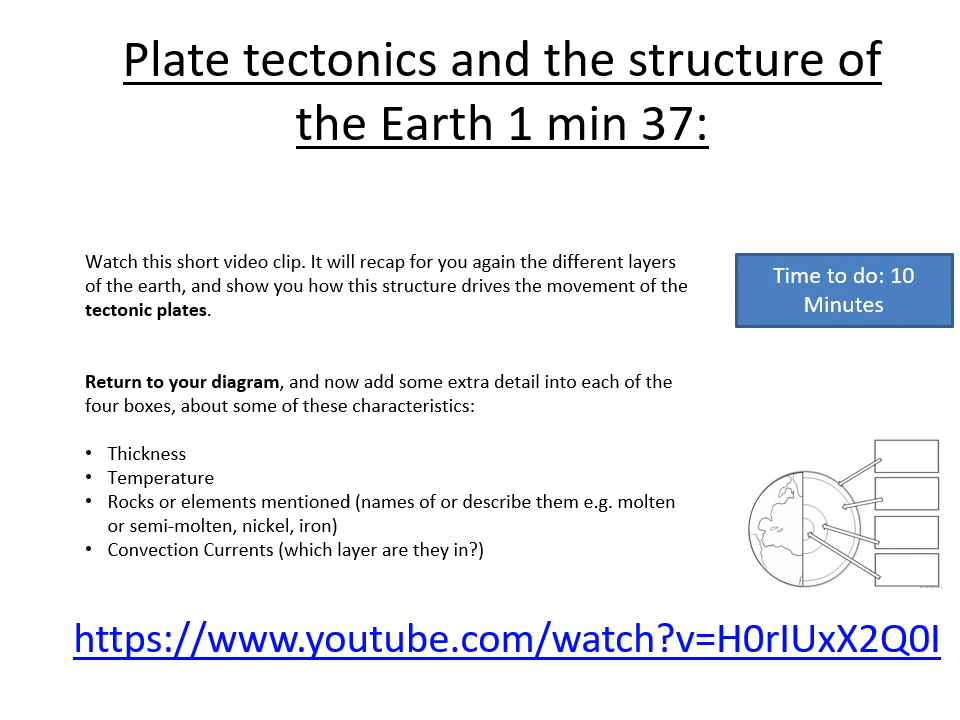 Plate tectonics and the structure of
the Earth 1 min 37:
Watch this short video clip. It will recap for you again the different layers
of the earth, and show you how this structure drives the movement of the
tectonic plates.
Time to do: 10
Minutes
Return to your diagram, and now add some extra detail into each of the
four boxes, about some of these characteristics:
• Thickness
• Temperature
• Rocks or elements mentioned (names of or describe them e.g. molten
or semi-molten, nickel, iron)
• Convection Currents (which layer are they in?)
https://www.youtube.com/watch?v=H0rIUxX2Q0I